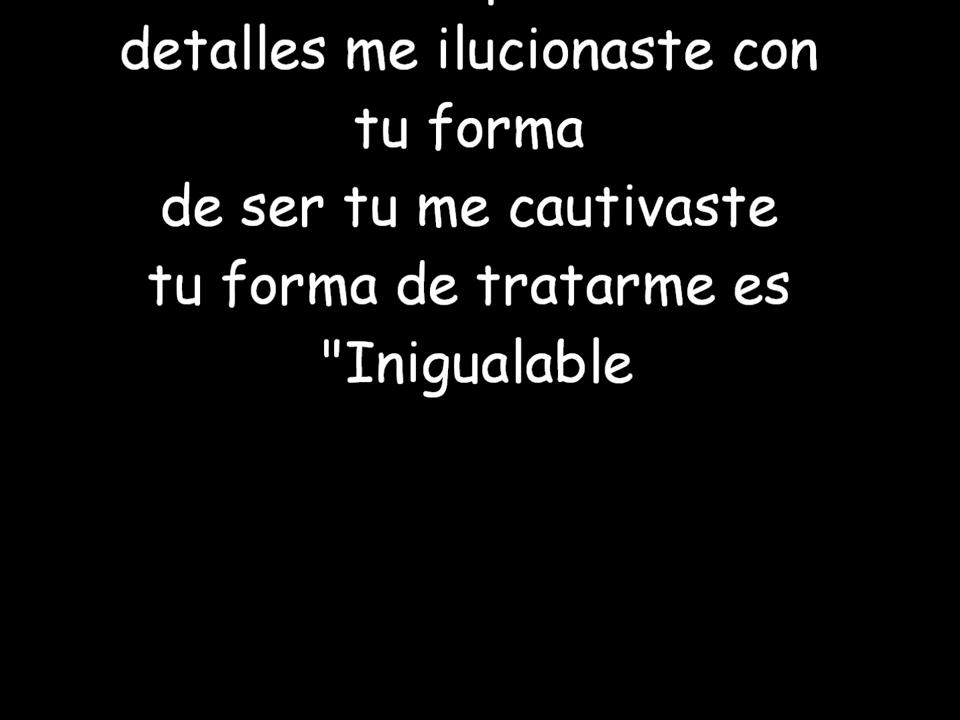 detalles me ilucionaste con
tu forma
de ser tu me cautivaste
tu forma de tratarme es
"Inigualable